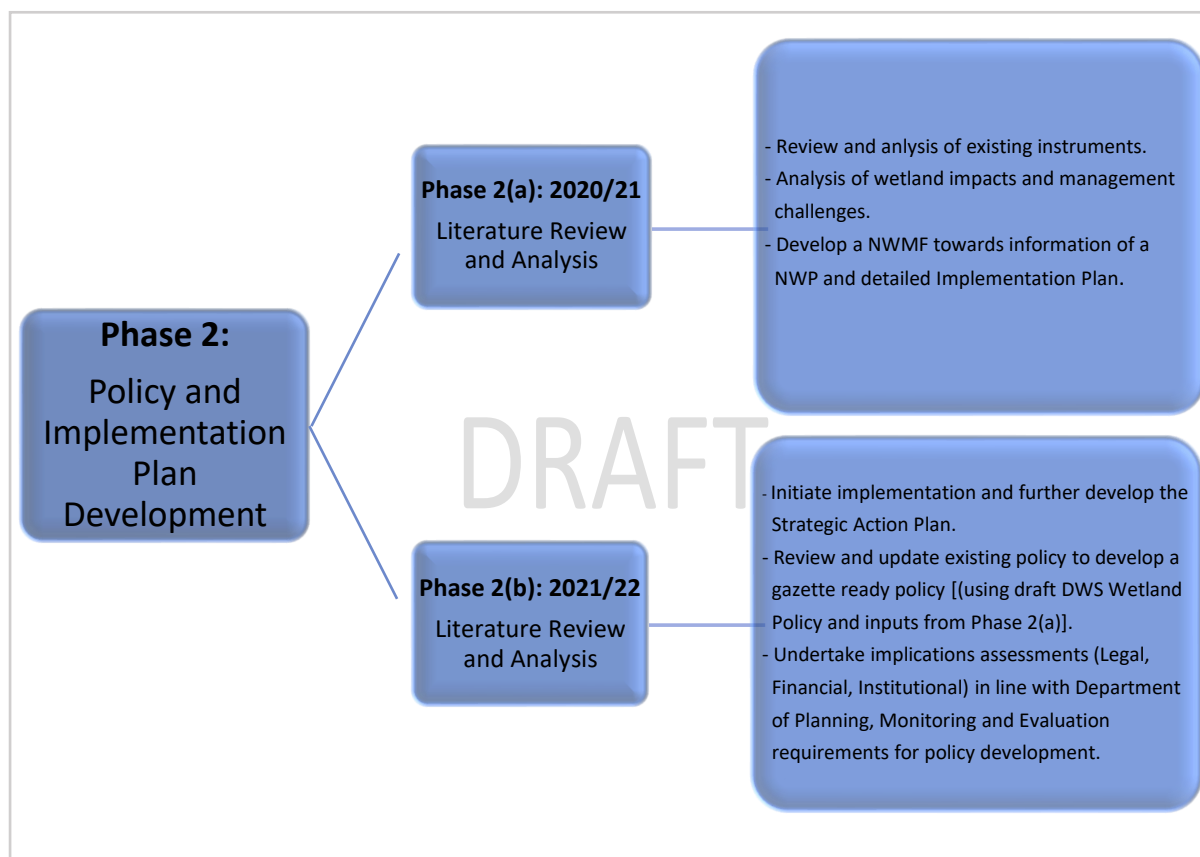 Phase 2:
Policy and
Implementation
Plan
Development
Phase 2(a): 2020/21
Literature Review
and Analysis
- Review and anlysis of existing instruments.
- Analysis of wetland impacts and management
challenges.
- Develop a NWMF towards information of a
NWP and detailed Implementation Plan.
DRAFT
Phase 2(b): 2021/22
Literature Review
and Analysis
- Initiate implementation and further develop the
Strategic Action Plan.
- Review and update existing policy to develop a
gazette ready policy [(using draft DWS Wetland
Policy and inputs from Phase 2(a)].
- Undertake implications assessments (Legal,
Financial, Institutional) in line with Department
of Planning, Monitoring and Evaluation
requirements for policy development.